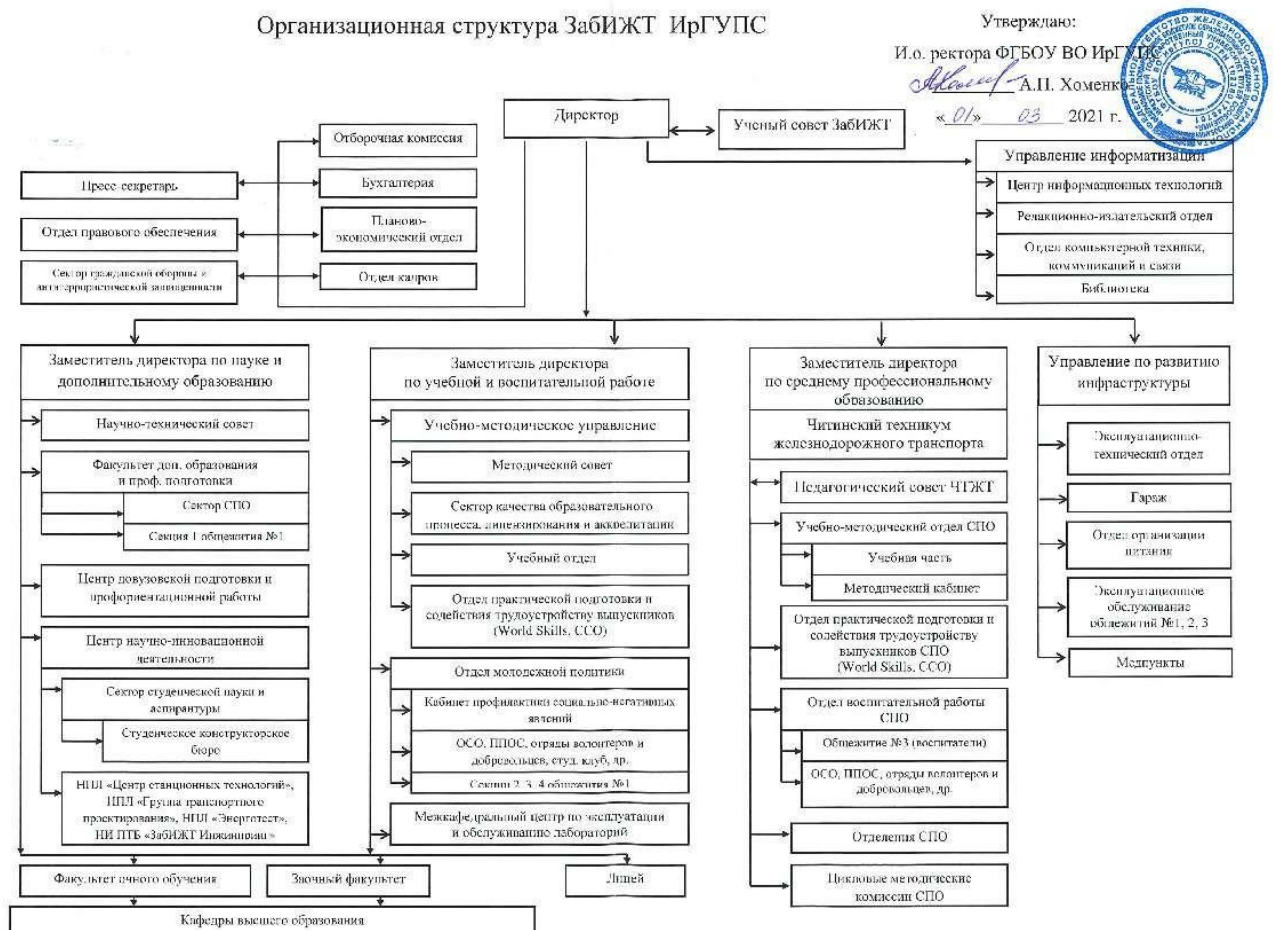 Организационная структура ЗабИЖТ ИрГУПС
Утверждаю:
И.о. ректора ФГБОУ ВО ИрГУПС
А.П. Хоменко
«01» 03 2021 г.
Директор
Ученый совет ЗабИЖТ
Отборочная комиссия
Пресс-секретарь
Бухгалтерия
Отдел правового обеспечения
Планово-
экономический отдел
Сектор гражданской обороны и
антитеррористической защищенности
Отдел кадров
Управление информатизации
Центр информационных технологий
Редакционно-издательский отдел
Отдел компьютерной техники,
коммуникаций и связи
Библиотека
Заместитель директора по науке и
дополнительному образованию
Научно-технический совет
Факультет доп. образования
и проф. подготовки
Сектор СПО
Секция 1 общежития №1
Центр довузовской подготовки и
профориентационной работы
Центр научно-инновационной
деятельности
Сектор студенческой науки и
аспирантуры
Студенческое конструкторское
бюро
НПЛ «Центр станционных технологий»,
НПЛ «Группа транспортного
проектирования», НПЛ «Энерготест»,
НИ ПТБ «ЗабИЖТ Инжиниринг»
Заместитель директора
по учебной и воспитательной работе
Учебно-методическое управление
Методический совет
Сектор качества образовательного
процесса, лицензирования и аккредитации
Учебный отдел
Отдел практической подготовки и
содействия трудоустройству выпускников
(World Skills, ССО)
Отдел молодежной политики
Кабинет профилактики социально-негативных
явлений
ОСО, ППОС, отряды волонтеров и
добровольцев, студ. клуб, др.
Секции 2, 3, 4 общежития №1
Межкафедральный центр по эксплуатации
и обслуживанию лабораторий
Заместитель директора
по среднему профессиональному
образованию
Читинский техникум
железнодорожного транспорта
Педагогический совет ЧТЖТ
Учебно-методический отдел СПО
Учебная часть
Методический кабинет
Отдел практической подготовки и
содействия трудоустройству
выпускников СПО
(World Skills, ССО)
Отдел воспитательной работы
СПО
Общежитие №3 (воспитатели)
ОСО, ППОС, отряды волонтеров и
добровольцев, др.
Отделения СПО
Цикловые методические
комиссии СПО
Управление по развитию
инфраструктуры
Эксплуатационно-
технический отдел
Гараж
Отдел организации
питания
Эксплуатационное
обслуживание
общежитий №1, 2, 3
Медпункты
Факультет очного обучения
Заочный факультет
Лицей
Кафедры высшего образования